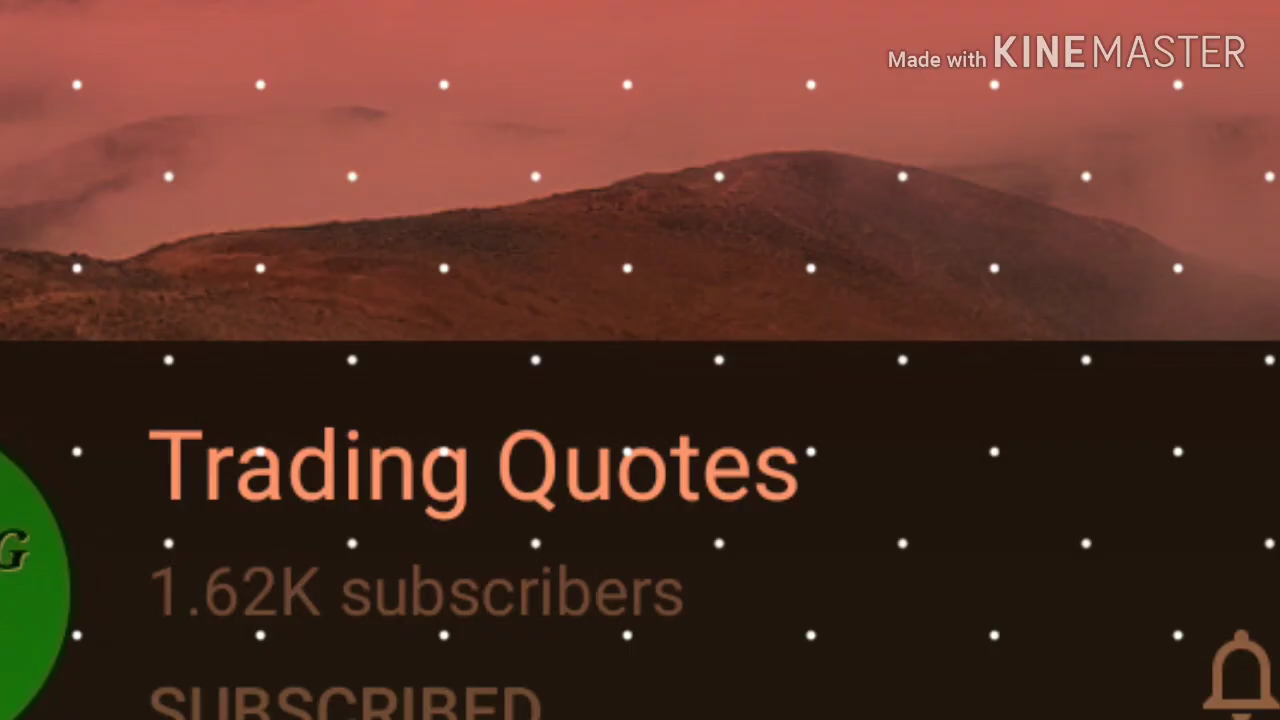 Made with KINEMASTER
Trading Quotes
G
1.62K subscribers
SUBSCRIBED